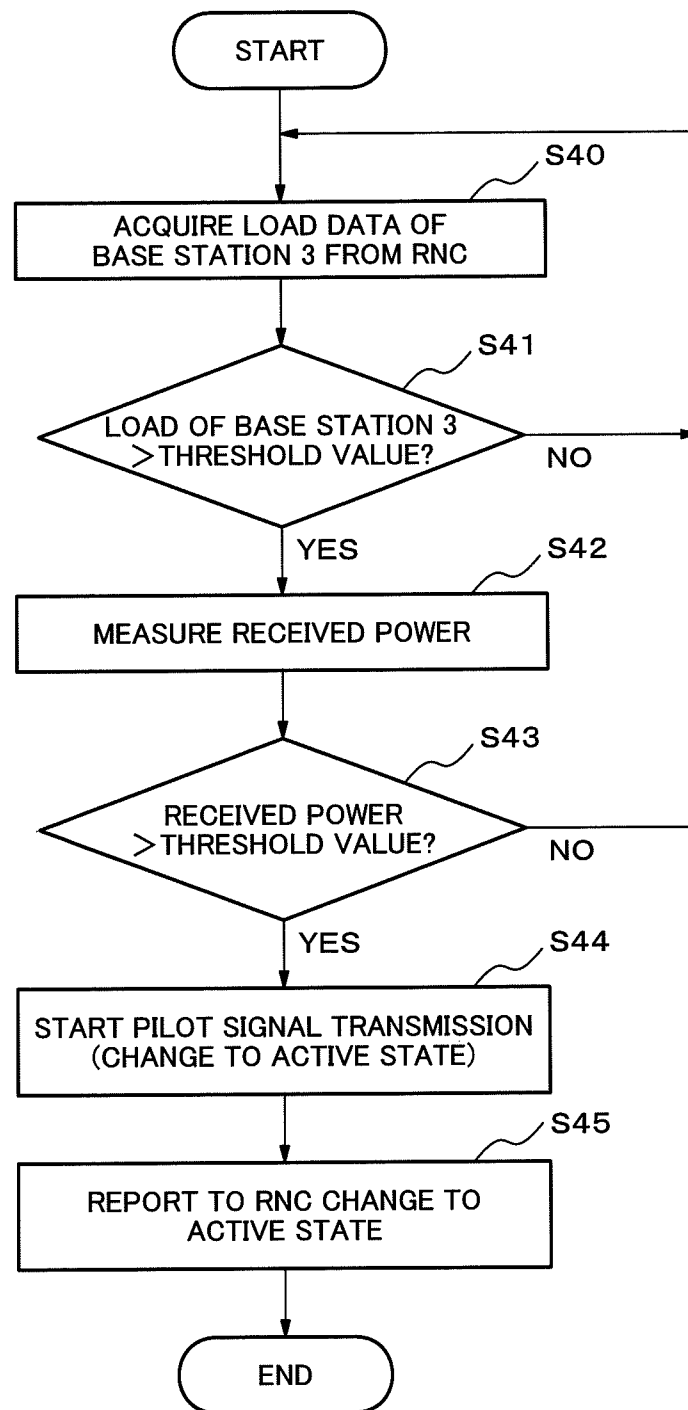 START
S40
ACQUIRE LOAD DATA OF
BASE STATION 3 FROM RNC
S41
LOAD OF BASE STATION 3
＞THRESHOLD VALUE?
NO
YES
S42
MEASURE RECEIVED POWER
S43
RECEIVED POWER
＞THRESHOLD VALUE?
NO
YES
S44
START PILOT SIGNAL TRANSMISSION
(CHANGE TO ACTIVE STATE)
S45
REPORT TO RNC CHANGE TO
ACTIVE STATE
END